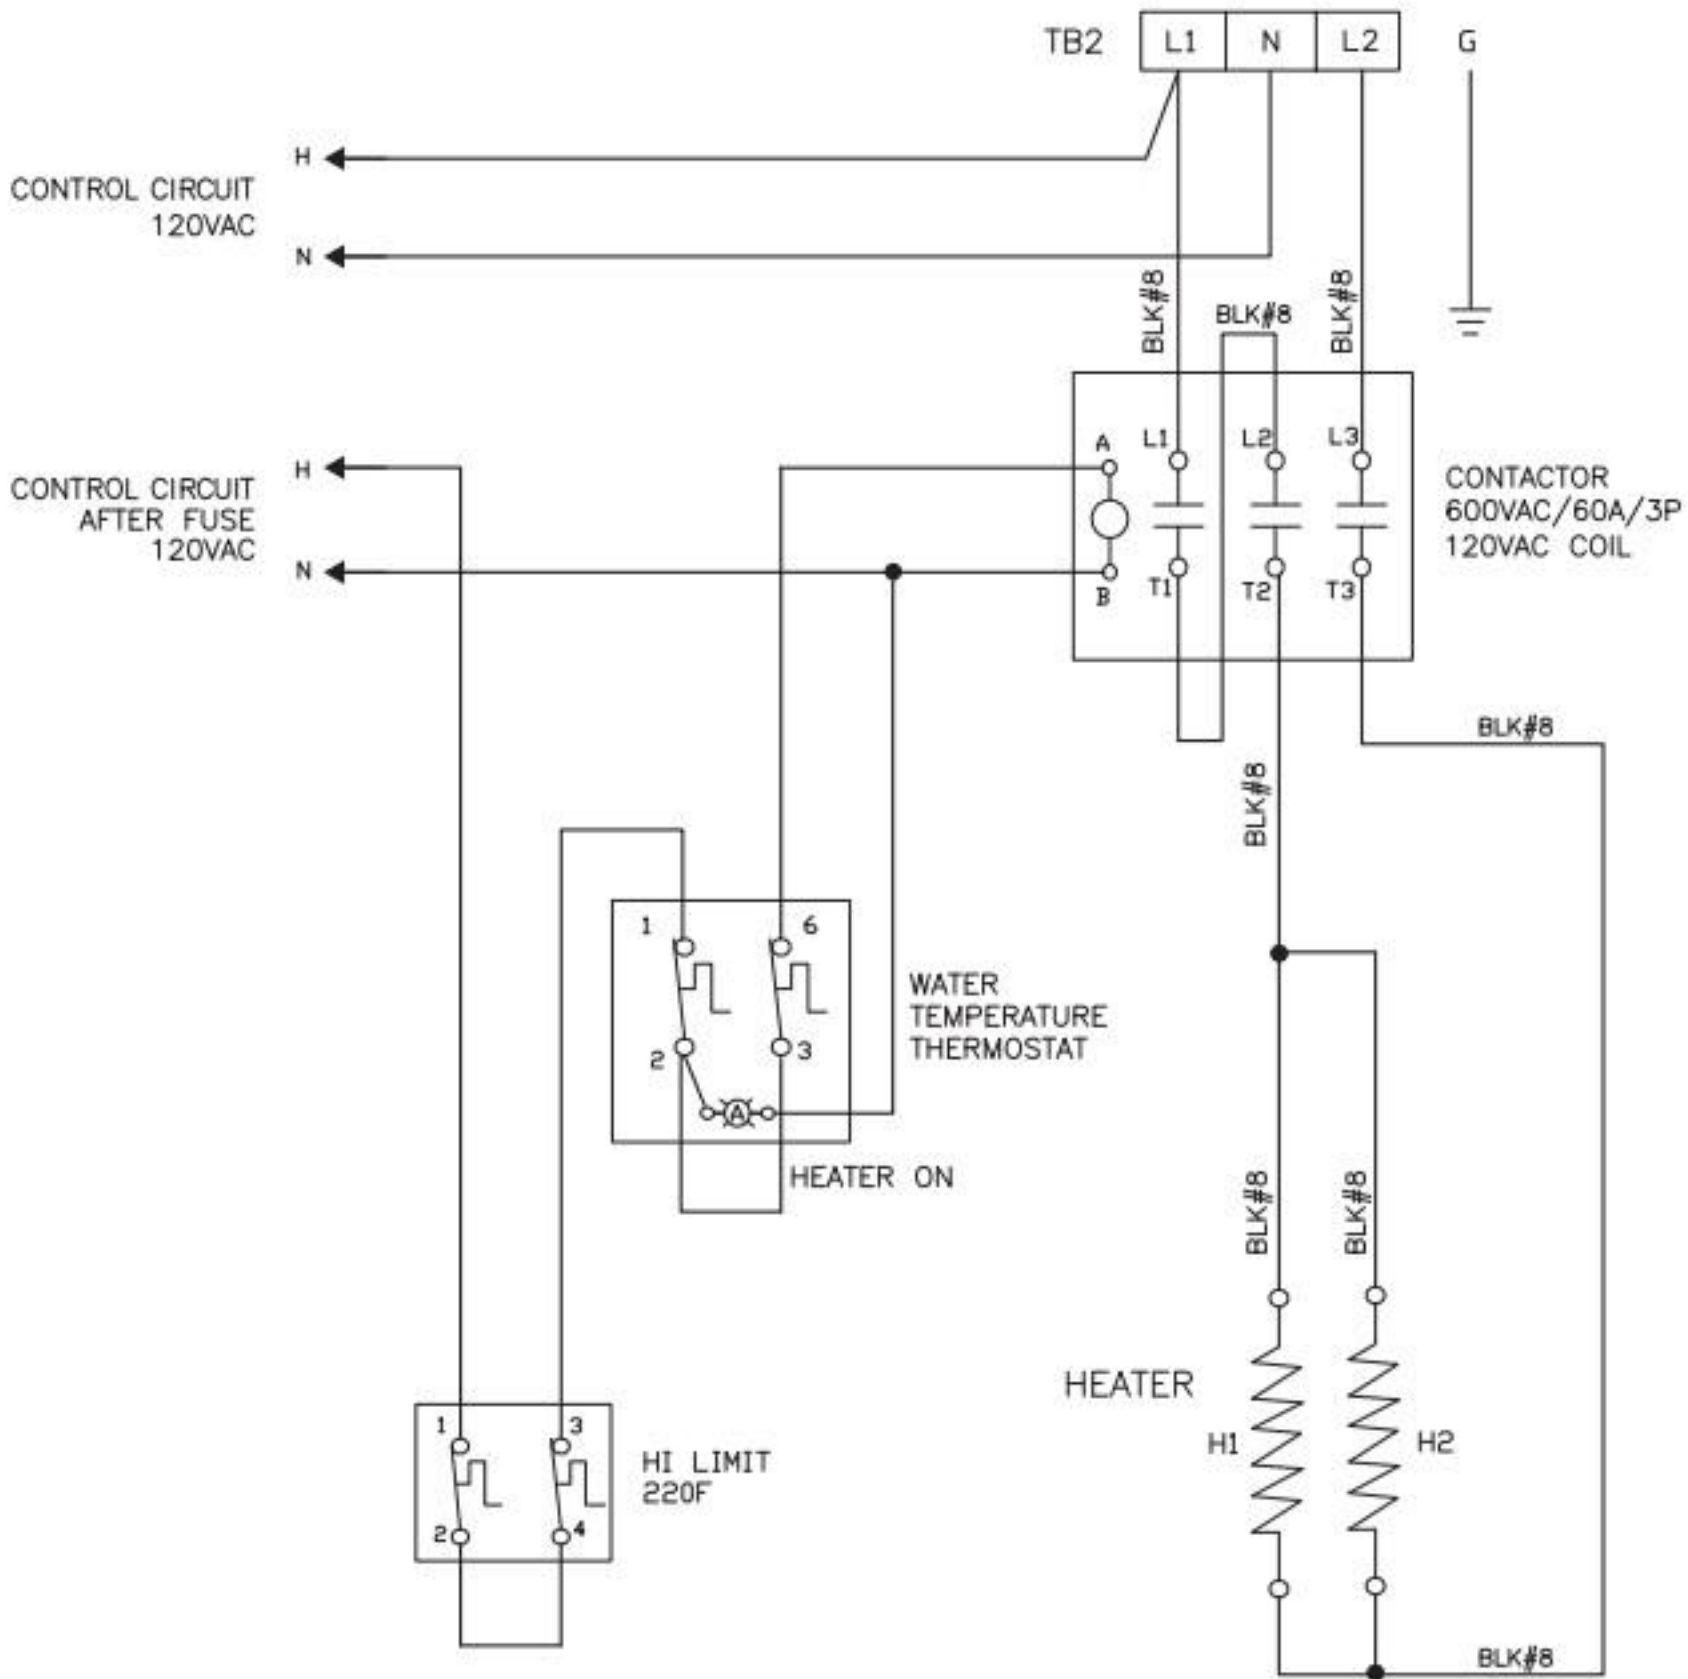 TB2 L1 N L2 G
H
CONTROL CIRCUIT
120VAC
N
BLK#8
BLK#8
BLK#8
A L1 L2 L3
H
CONTROL CIRCUIT
AFTER FUSE
120VAC
N
CONTACTOR
600VAC/60A/3P
120VAC COIL
B T1 T2 T3
BLK#8
BLK#8
1 6
2 3
A
WATER
TEMPERATURE
THERMOSTAT
HEATER ON
BLK#8
BLK#8
HEATER
H1 H2
1 3
2 4
HI LIMIT
220F
BLK#8